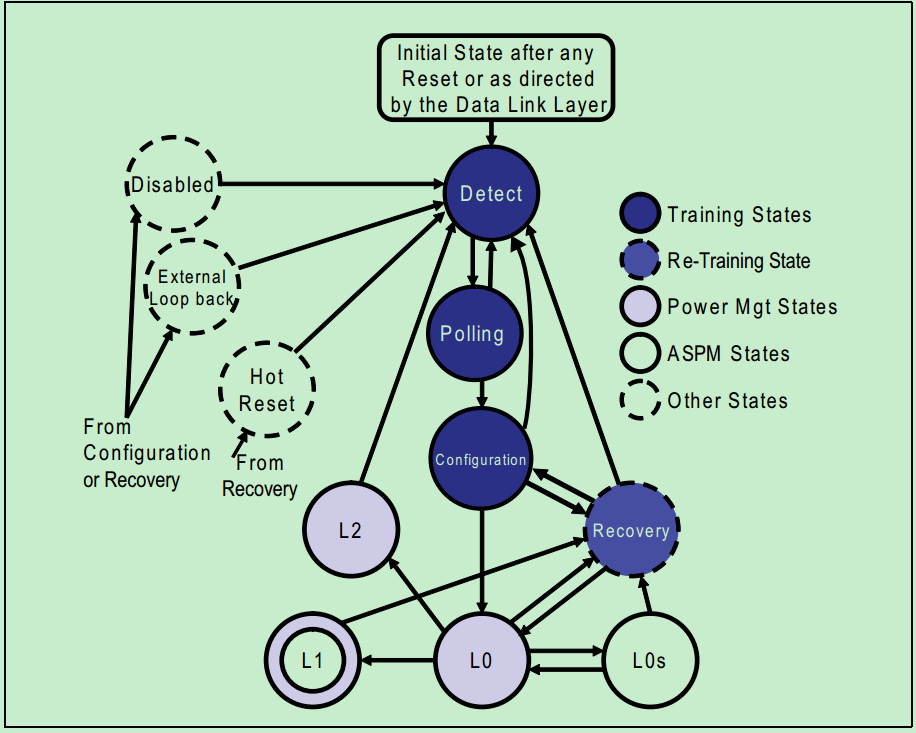 Initial State after any
Reset or as directed
by the Data Link Layer
Disabled
Detect
External
Loop back
Training States
Re-Training State
Power Mgt States
ASPM States
Other States
Polling
Hot
Reset
From
Configuration
or Recovery
From
Recovery
Configuration
L2
Recovery
L1
L0
L0s